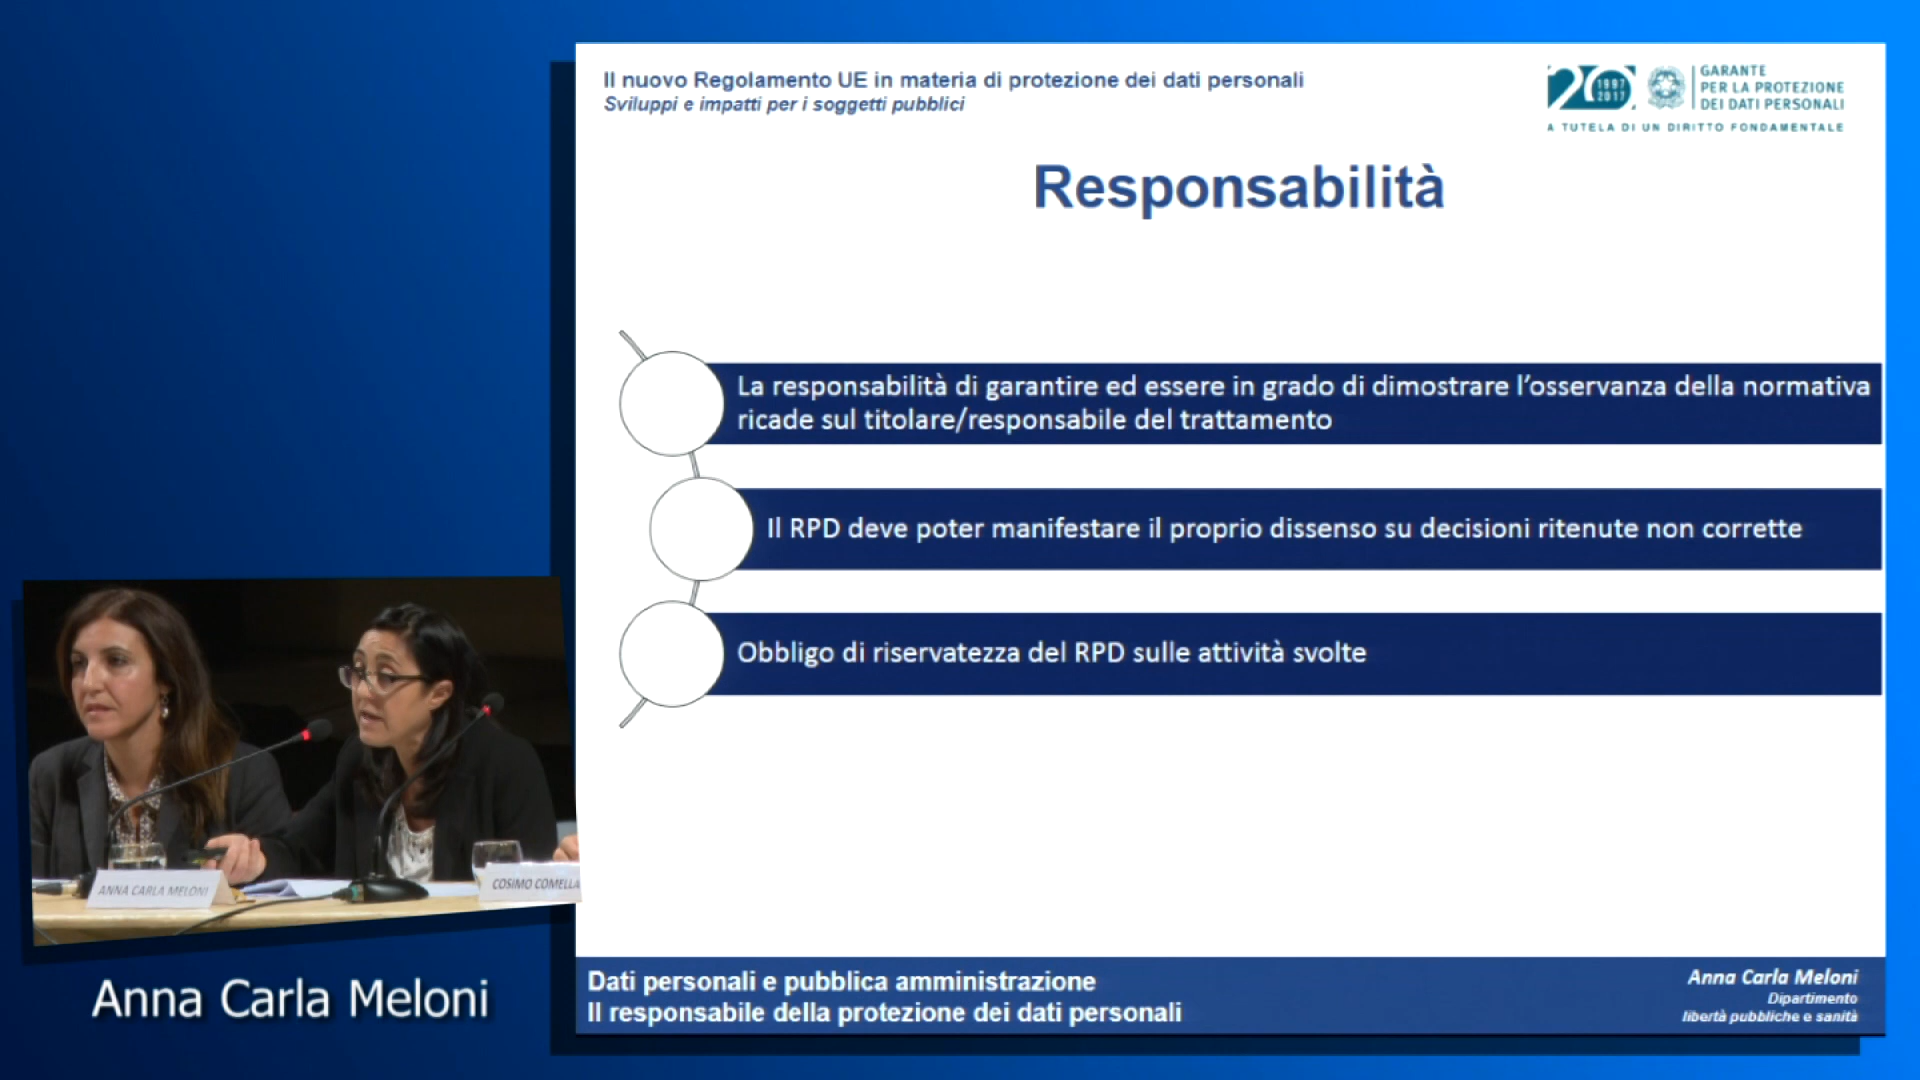 Il nuovo Regolamento UE in materia di protezione dei dati personali
Sviluppi e impatti per i soggetti pubblici
20
1997
2017
GARANTE
PER LA PROTEZIONE
DEI DATI PERSONALI
A TUTELA DI UN DIRITTO FONDAMENTALE
Responsabilità
La responsabilità di garantire ed essere in grado di dimostrare l’osservanza della normativa
ricade sul titolare/responsabile del trattamento
Il RPD deve poter manifestare il proprio dissenso su decisioni ritenute non corrette
Obbligo di riservatezza del RPD sulle attività svolte
ANNA CARLA MELONI
COSIMO COMELLA
Anna Carla Meloni
Dati personali e pubblica amministrazione
Il responsabile della protezione dei dati personali
Anna Carla Meloni
Dipartimento
libertà pubbliche e sanità